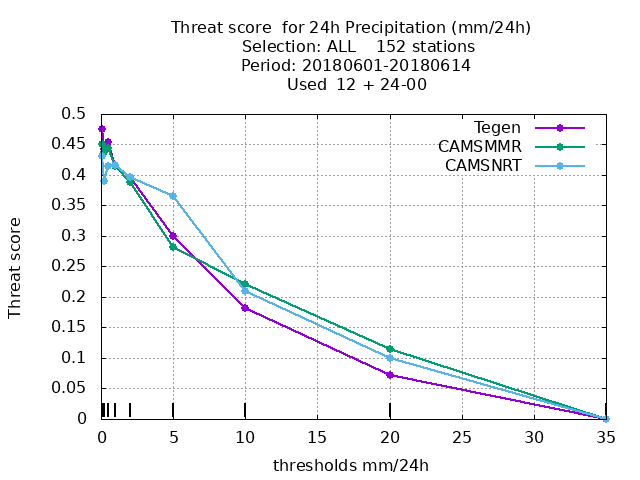 Threat score  for 24h Precipitation (mm/24h)
Selection: ALL    152 stations
Period: 20180601-20180614
Used  12 + 24-00
Tegen
CAMSMMR
CAMSNRT
0.5
0.45
0.4
0.35
0.3
0.25
0.2
0.15
0.1
0.05
0
Threat score
0 5 10 15 20 25 30 35
thresholds mm/24h